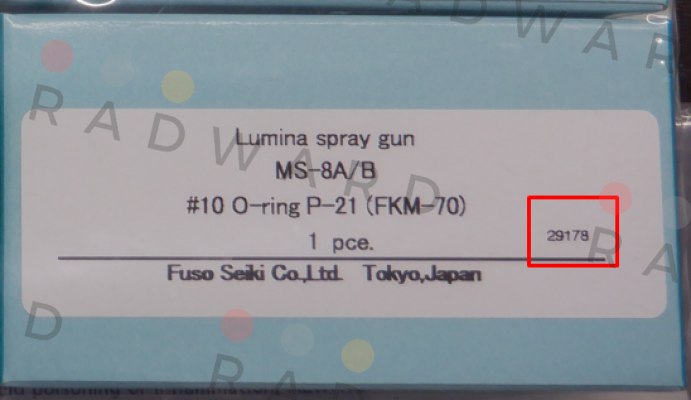 RADWARD
Lumina spray gun
MS-8A/B
#10 O-ring P-21 (FKM-70)
1 pce.
29178
Fuso Seiki Co.,Ltd. Tokyo,Japan